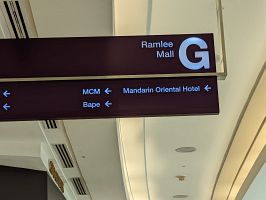 Ramlee
Mall
G
← MCM ← Mandarin Oriental Hotel ←
← Bape ←